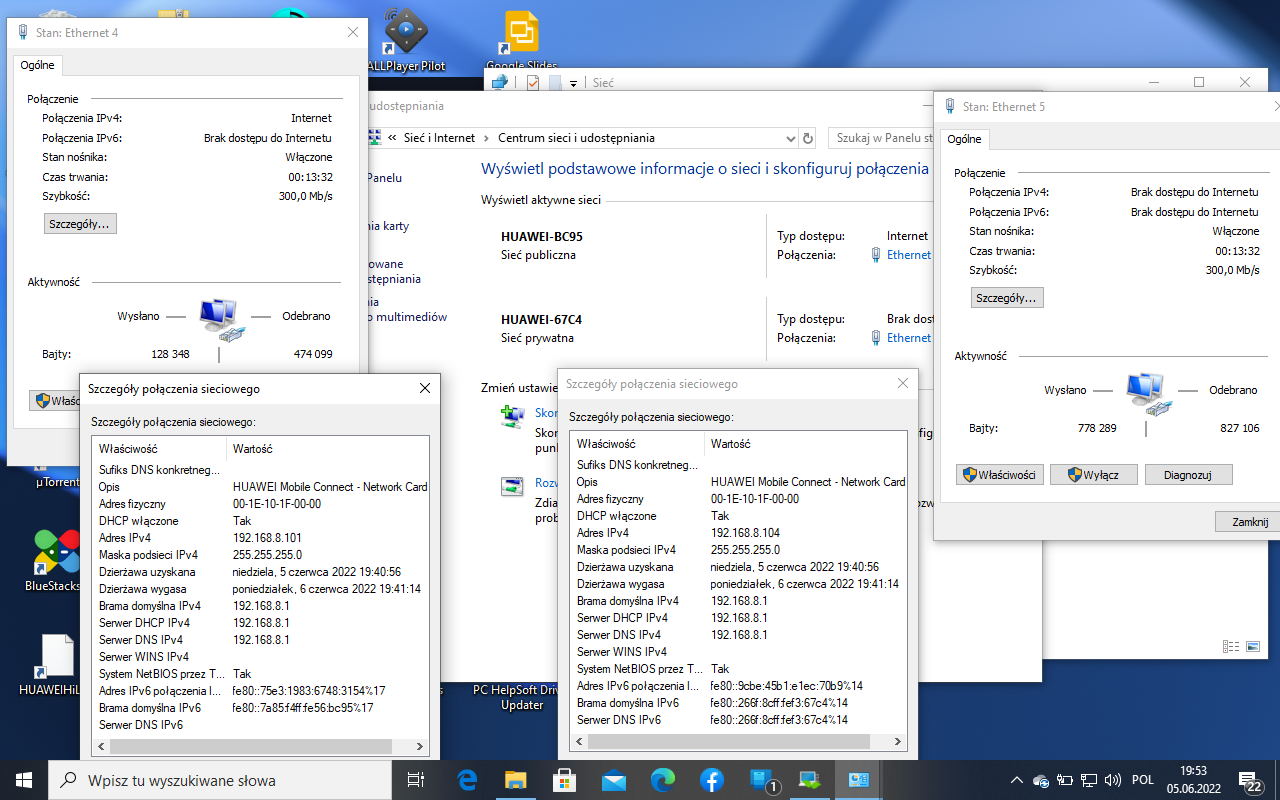 ALLPlayer Pilot
Google Slides
Stan: Ethernet 4
Ogólne
Połączenie
Połączenia IPv4: Internet
Połączenia IPv6: Brak dostępu do Internetu
Stan nośnika: Włączone
Czas trwania: 00:13:32
Szybkość: 300,0 Mb/s
Szczegóły...
Aktywność
Wysłano Odebrano
Bajty: 128 348 474 099
Sieć
udostępniania
« Sieć i Internet > Centrum sieci i udostępniania
Szukaj w Panelu st
Panelu
Wyświetl podstawowe informacje o sieci i skonfiguruj połączenia
Wyświetl aktywne sieci
HUAWEI-BC95
Sieć publiczna
Typ dostępu: Internet
Połączenia: Ethernet
HUAWEI-67C4
Sieć prywatna
Typ dostępu: Brak dost
Połączenia: Ethernet
Zmień ustawie
Skon
Skon
punk
Rozw
Zdia
prob
Stan: Ethernet 5
Ogólne
Połączenie
Połączenia IPv4: Brak dostępu do Internetu
Połączenia IPv6: Brak dostępu do Internetu
Stan nośnika: Włączone
Czas trwania: 00:13:32
Szybkość: 300,0 Mb/s
Szczegóły...
Aktywność
Wysłano Odebrano
Bajty: 778 289 827 106
Właściwości Wyłącz Diagnozuj
Zamknij
Szczegóły połączenia sieciowego
Szczegóły połączenia sieciowego:
Właściwość Wartość
Sufiks DNS konkretneg...
Opis HUAWEI Mobile Connect - Network Card
Adres fizyczny 00-1E-10-1F-00-00
DHCP włączone Tak
Adres IPv4 192.168.8.101
Maska podsieci IPv4 255.255.255.0
Dzierżawa uzyskana niedziela, 5 czerwca 2022 19:40:56
Dzierżawa wygasa poniedziałek, 6 czerwca 2022 19:41:14
Brama domyślna IPv4 192.168.8.1
Serwer DHCP IPv4 192.168.8.1
Serwer DNS IPv4 192.168.8.1
Serwer WINS IPv4
System NetBIOS przez T... Tak
Adres IPv6 połączenia l... fe80::75e3:1983:6748:3154%17
Brama domyślna IPv6 fe80::7a85:f4ff:fe56:bc95%17
Serwer DNS IPv6
Szczegóły połączenia sieciowego
Szczegóły połączenia sieciowego:
Właściwość Wartość
Sufiks DNS konkretneg...
Opis HUAWEI Mobile Connect - Network Card
Adres fizyczny 00-1E-10-1F-00-00
DHCP włączone Tak
Adres IPv4 192.168.8.104
Maska podsieci IPv4 255.255.255.0
Dzierżawa uzyskana niedziela, 5 czerwca 2022 19:40:56
Dzierżawa wygasa poniedziałek, 6 czerwca 2022 19:41:14
Brama domyślna IPv4 192.168.8.1
Serwer DHCP IPv4 192.168.8.1
Serwer DNS IPv4 192.168.8.1
Serwer WINS IPv4
System NetBIOS przez T... Tak
Adres IPv6 połączenia l... fe80::9cbe:45b1:e1ec:70b9%14
Brama domyślna IPv6 fe80::266f:8cff:fef3:67c4%14
Serwer DNS IPv6 fe80::266f:8cff:fef3:67c4%14
µTorrent
BlueStacks
HUAWEIHiL
PC HelpSoft Driv
Updater
Wpisz tu wyszukiwane słowa
1
POL
19:53
05.06.2022
22